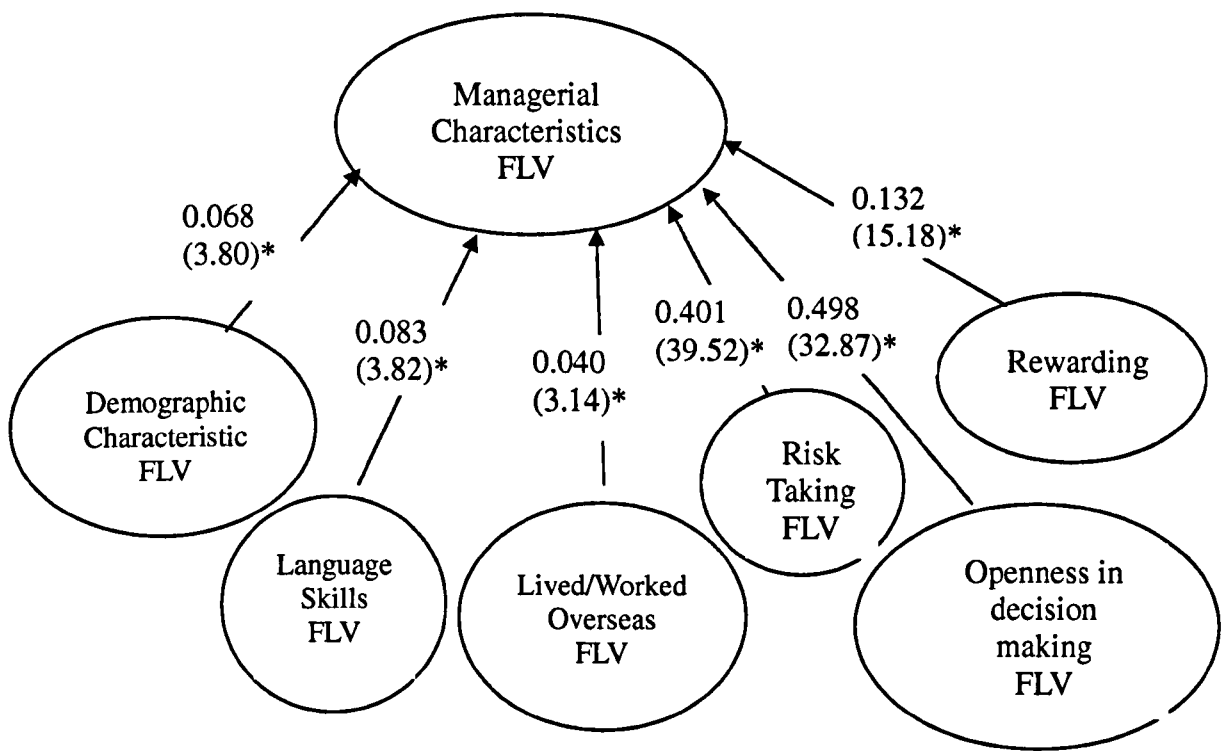 Managerial
Characteristics
FLV
0.068
(3.80)*
0.083
(3.82)*
0.040
(3.14)*
0.401
(39.52)*
0.498
(32.87)*
0.132
(15.18)*
Demographic
Characteristic
FLV
Language
Skills
FLV
Lived/Worked
Overseas
FLV
Risk
Taking
FLV
Openness in
decision
making
FLV
Rewarding
FLV